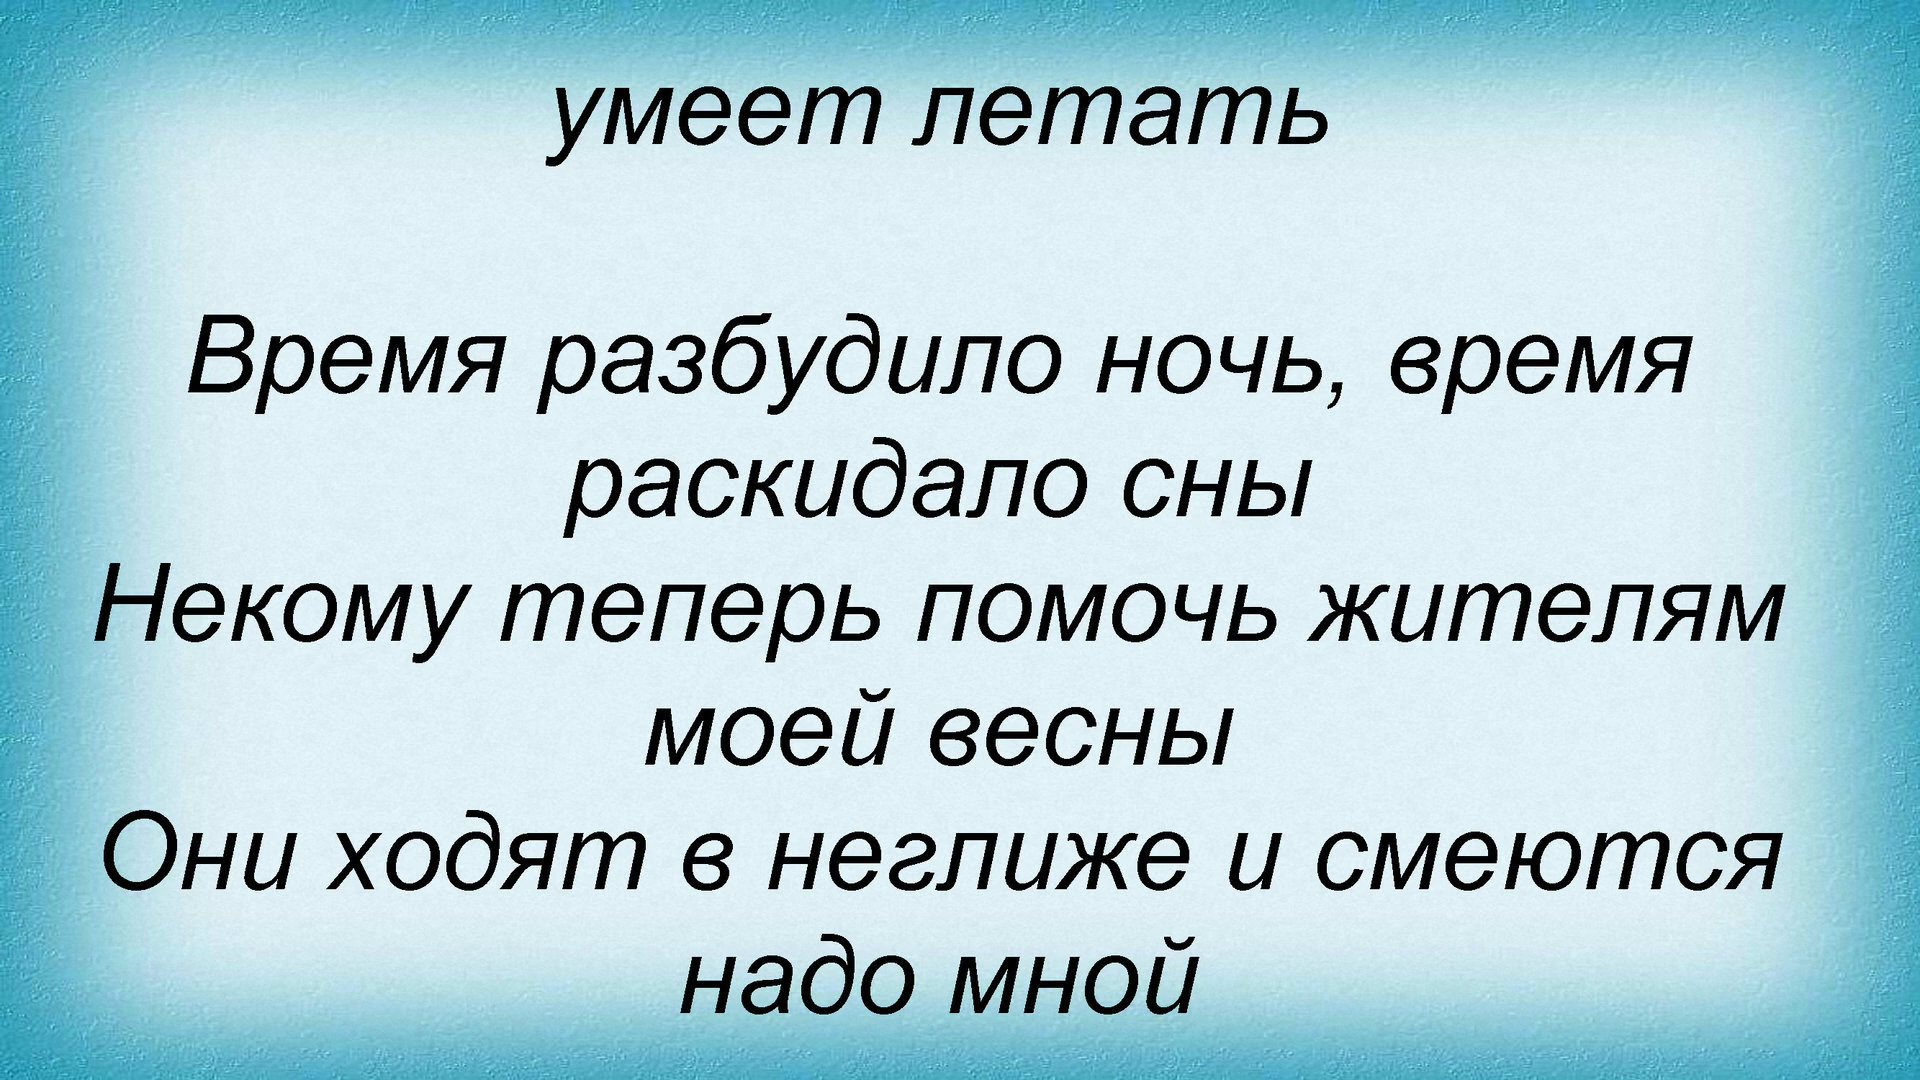 умеет летать
Время разбудило ночь, время
раскидало сны
Некому теперь помочь жителям
моей весны
Они ходят в неглиже и смеются
надо мной